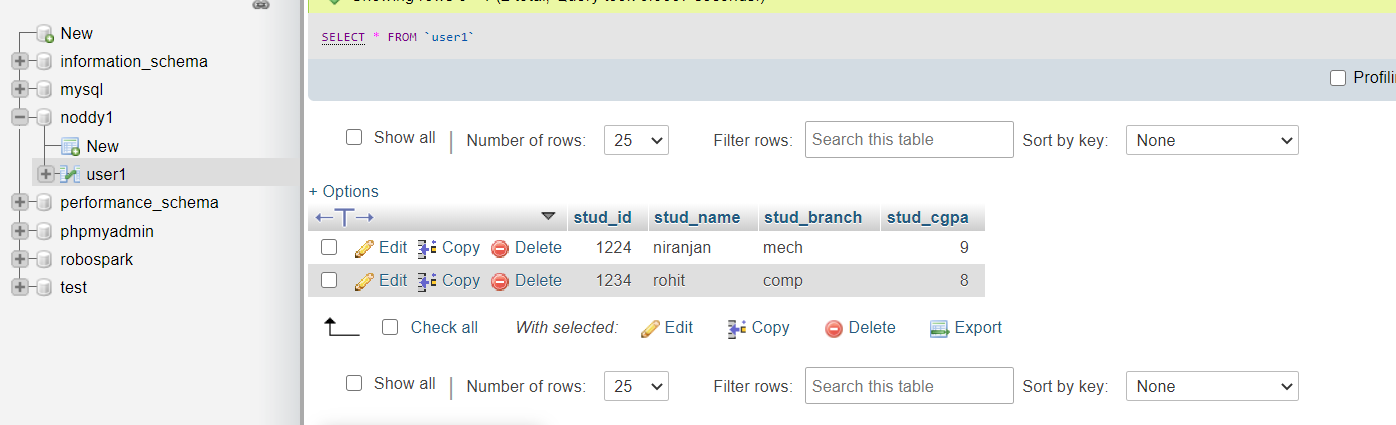 New
information_schema
mysql
noddy1
New
user1
performance_schema
phpmyadmin
robospark
test
SELECT * FROM `user1`
Profili
Show all | Number of rows: 25 Filter rows: Search this table Sort by key: None
+ Options
←T→ stud_id stud_name stud_branch stud_cgpa
Edit Copy Delete 1224 niranjan mech 9
Edit Copy Delete 1234 rohit comp 8
Check all With selected: Edit Copy Delete Export
Show all | Number of rows: 25 Filter rows: Search this table Sort by key: None